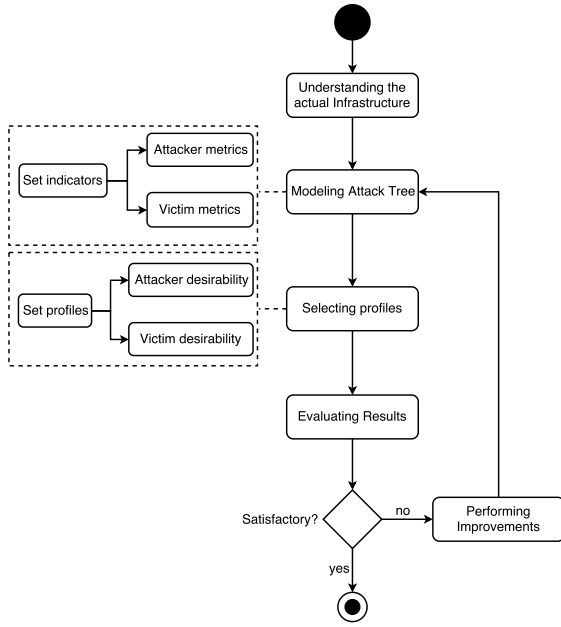 Understanding the
actual Infrastructure
Attacker metrics
Set indicators
Victim metrics
Modeling Attack Tree
Attacker desirability
Set profiles
Victim desirability
Selecting profiles
Evaluating Results
Satisfactory?
no
Performing
Improvements
yes